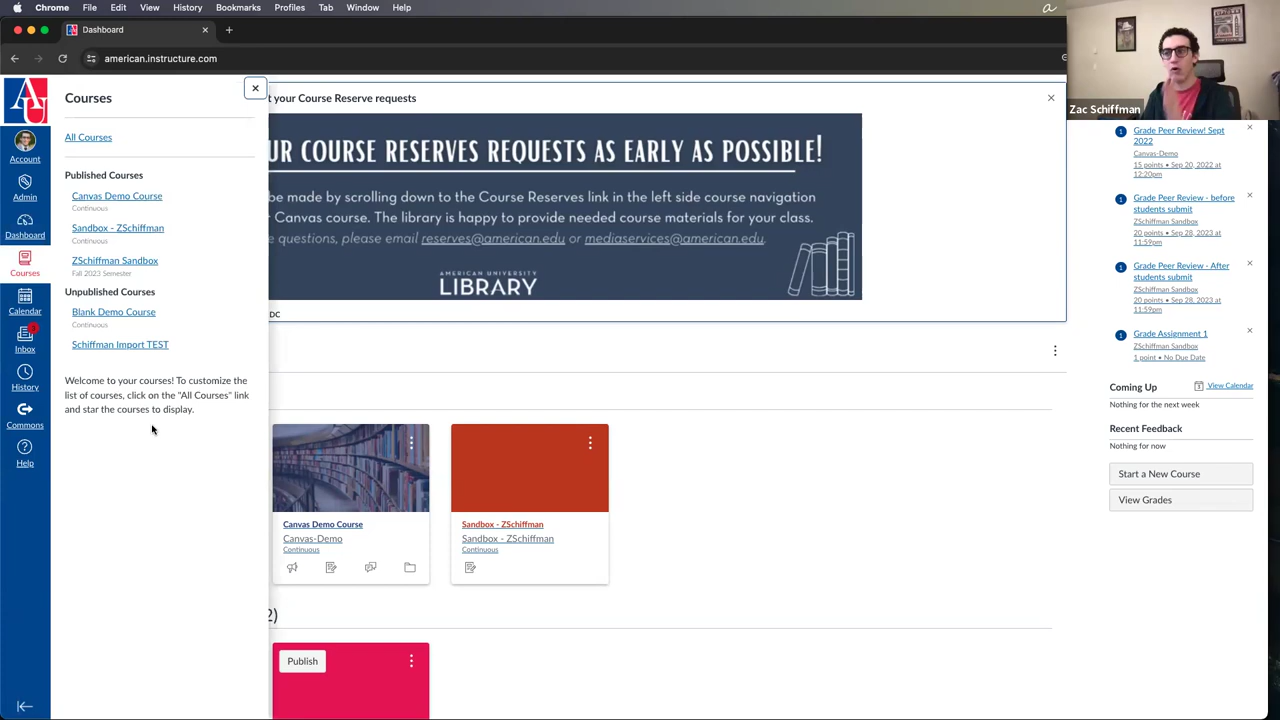 Chrome File Edit View History Bookmarks Profiles Tab Window Help
Dashboard
american.instructure.com
Zac Schiffman
AU
Account
Admin
Dashboard
Courses
Calendar
Inbox
History
Commons
Help
Courses
All Courses
Published Courses
Canvas Demo Course
Continuous
Sandbox - ZSchiffman
Continuous
ZSchiffman Sandbox
Fall 2023 Semester
Unpublished Courses
Blank Demo Course
Continuous
Schiffman Import TEST
Welcome to your courses! To customize the
list of courses, click on the "All Courses" link
and star the courses to display.
t your Course Reserve requests
UR COURSE RESERVES REQUESTS AS EARLY AS POSSIBLE!
be made by scrolling down to the Course Reserves link in the left side course navigation
Canvas course. The library is happy to provide needed course materials for your class.
e questions, please email reserves@american.edu or mediaservices@american.edu.
AMERICAN UNIVERSITY
LIBRARY
DC
Canvas Demo Course
Canvas-Demo
Continuous
Sandbox - ZSchiffman
Sandbox - ZSchiffman
Continuous
2)
Publish
1 Grade Peer Review! Sept
2022
Canvas-Demo
15 points • Sep 20, 2022 at
12:20pm
1 Grade Peer Review - before
students submit
ZSchiffman Sandbox
20 points • Sep 28, 2023 at
11:59pm
1 Grade Peer Review - After
students submit
ZSchiffman Sandbox
20 points • Sep 28, 2023 at
11:59pm
1 Grade Assignment 1
ZSchiffman Sandbox
1 point • No Due Date
Coming Up View Calendar
Nothing for the next week
Recent Feedback
Nothing for now
Start a New Course
View Grades